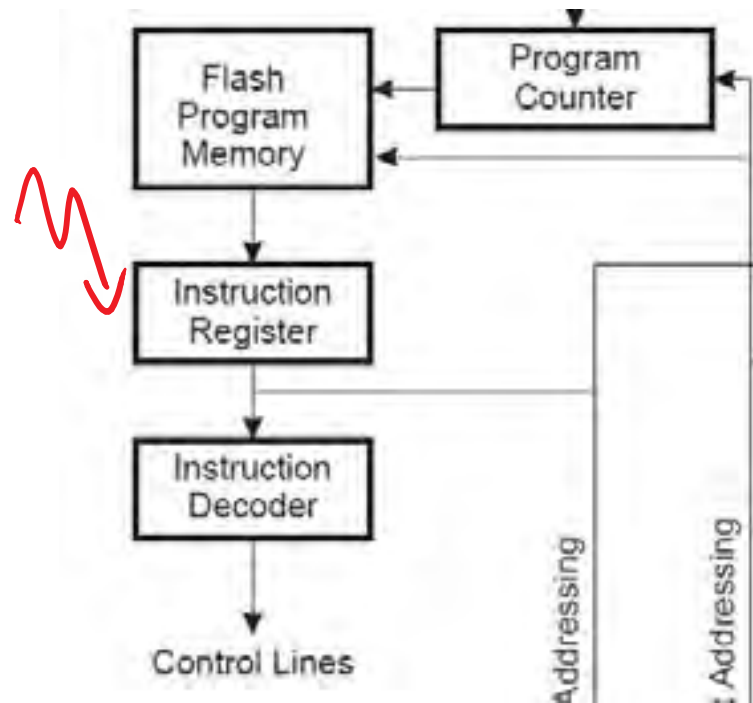 Flash
Program
Memory
Program
Counter
Instruction
Register
Instruction
Decoder
Control Lines
Addressing
Addressing